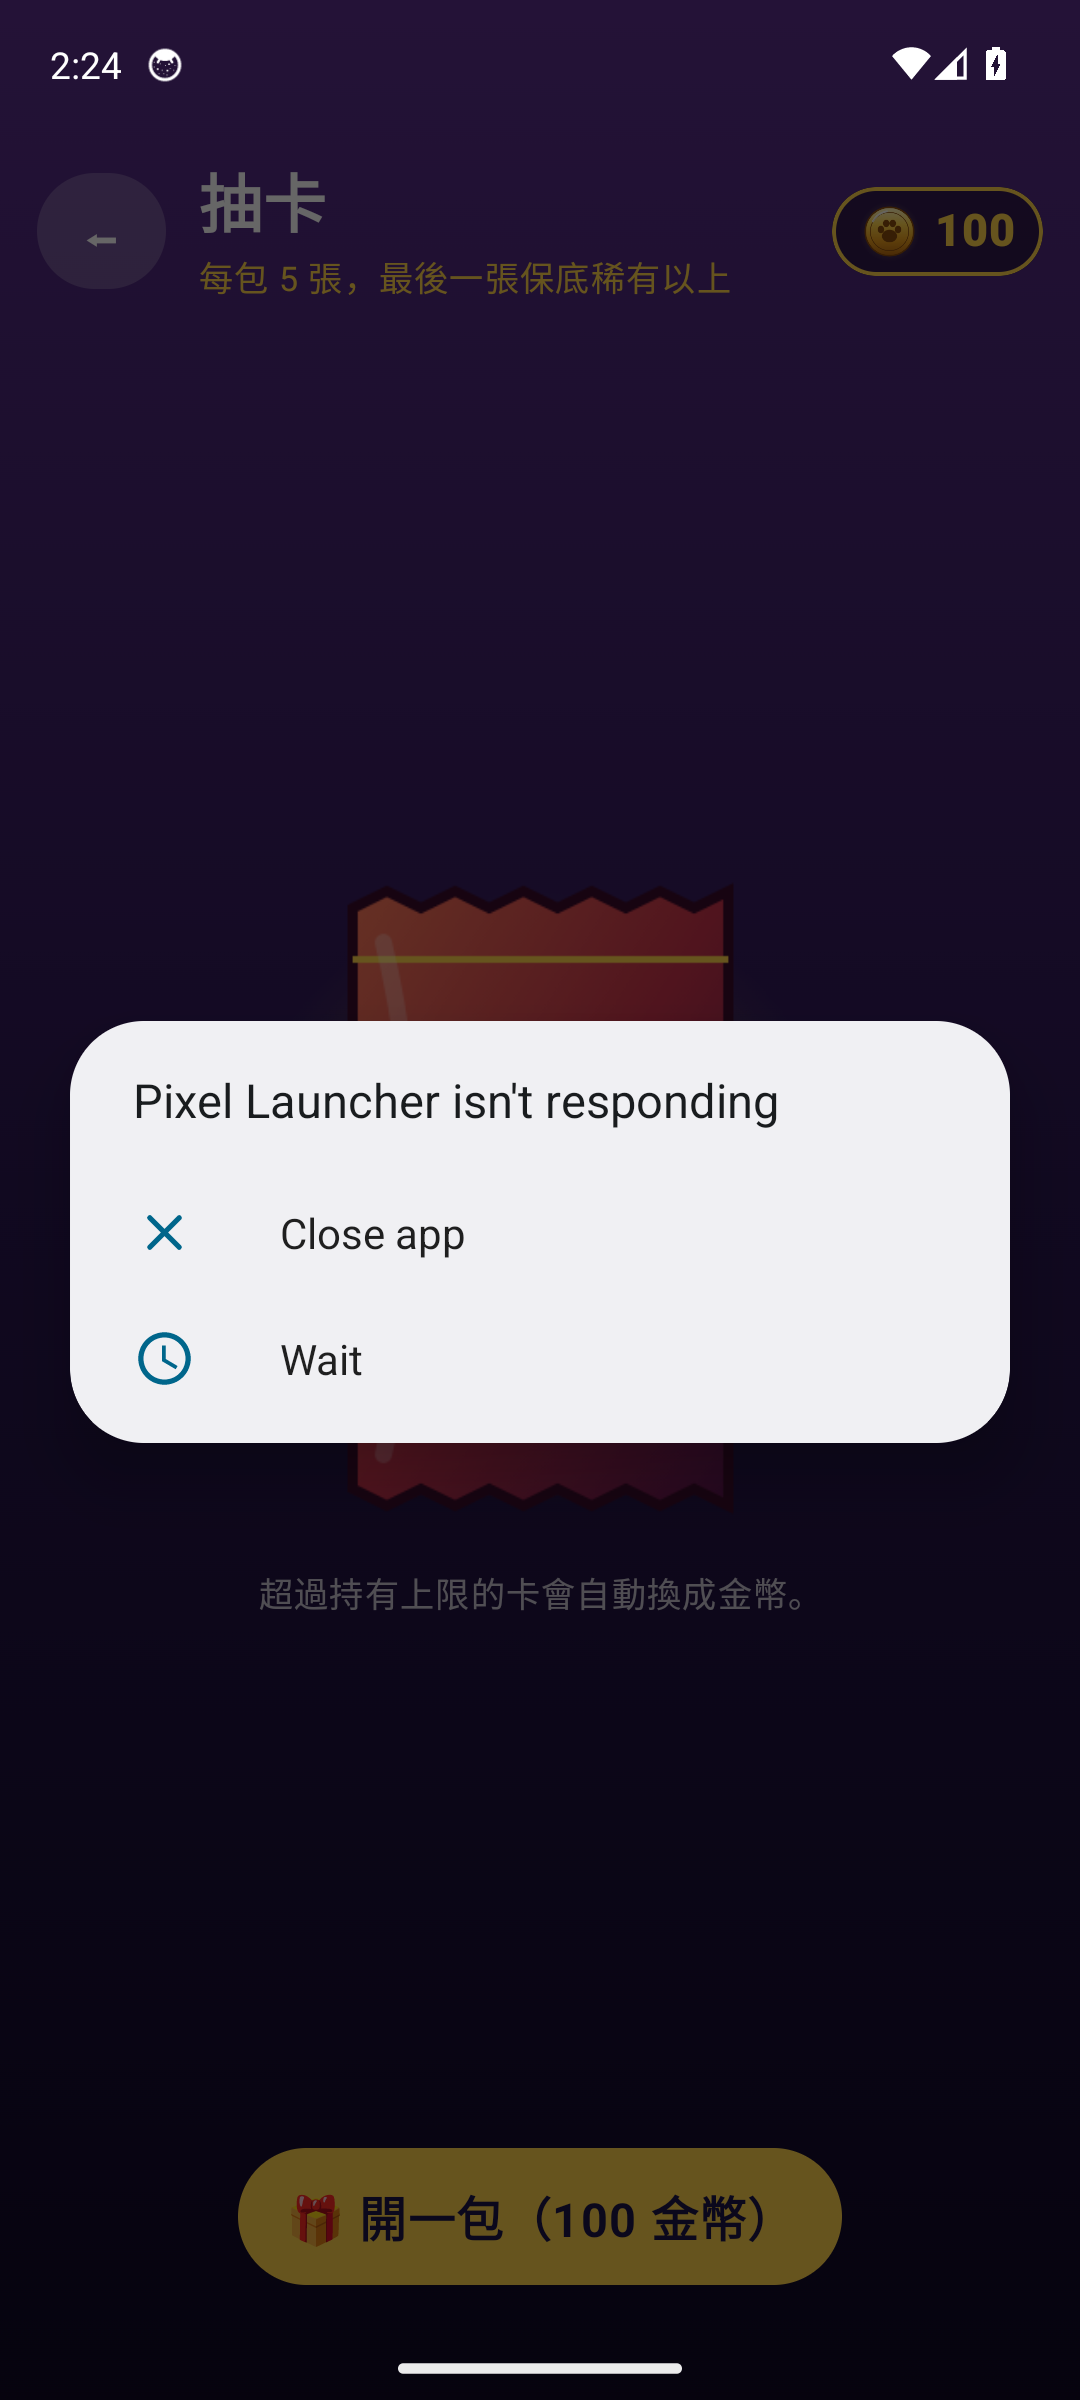 2:24
抽卡
每包 5 張，最後一張保底稀有以上
100
Pixel Launcher isn't responding
Close app
Wait
超過持有上限的卡會自動換成金幣。
開一包（100 金幣）